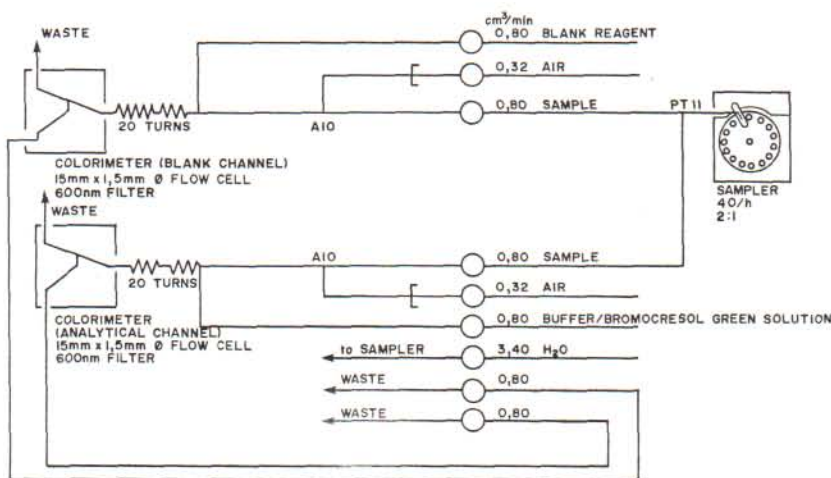 WASTE
cm³/min
0,80 BLANK REAGENT
0,32 AIR
0,80 SAMPLE
PT11
20 TURNS
A10
COLORIMETER (BLANK CHANNEL)
15mm x 1,5mm Ø FLOW CELL
600nm FILTER
SAMPLER
40/h
2:1
WASTE
A10
0,80 SAMPLE
20 TURNS
0,32 AIR
COLORIMETER
(ANALYTICAL CHANNEL)
15mm x 1,5mm Ø FLOW CELL
600nm FILTER
0,80 BUFFER/BROMOCRESOL GREEN SOLUTION
to SAMPLER 3,40 H₂O
WASTE 0,80
WASTE 0,80